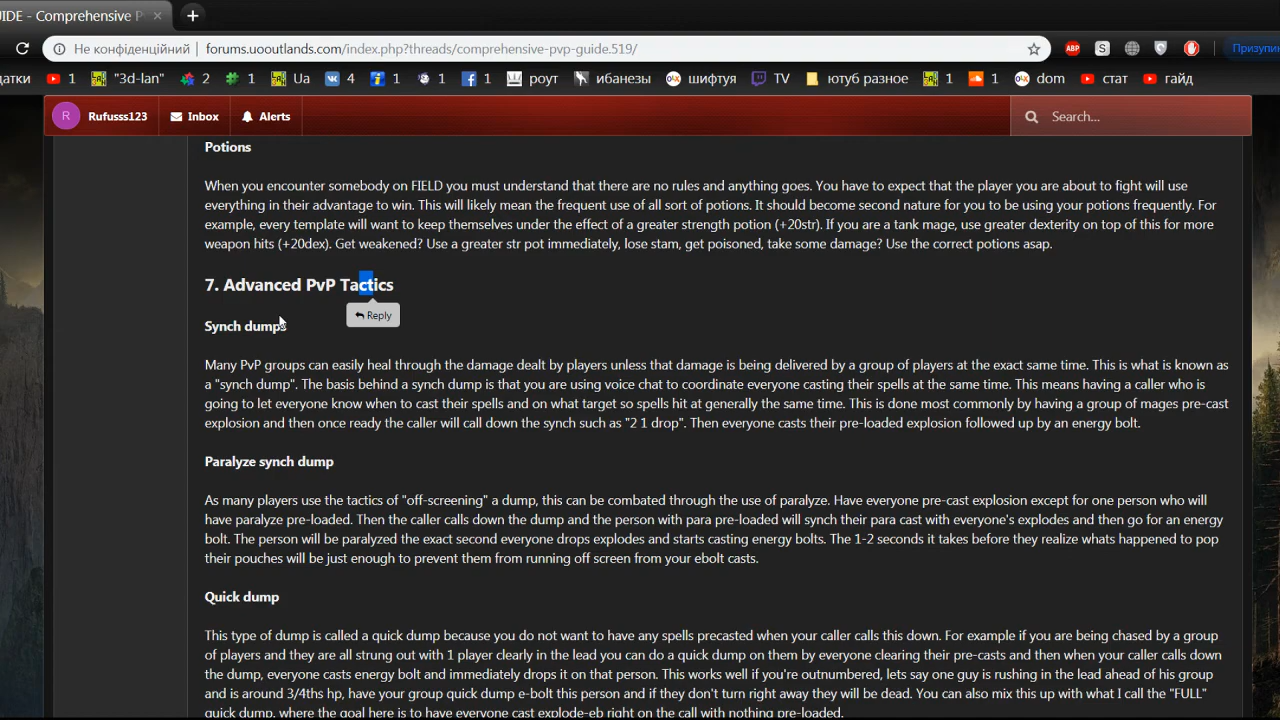 IDE - Comprehensive P
Не конфіденційний
forums.uooutlands.com/index.php?threads/comprehensive-pvp-guide.519/
ABP
S
Призупин
датки
1
"3d-lan"
2
1
Ua
4
1
1
1
роут
ибанезы
шифтуя
TV
ютуб разное
1
1
dom
стат
гайд
R
Rufusss123
Inbox
Alerts
Search...
Potions
When you encounter somebody on FIELD you must understand that there are no rules and anything goes. You have to expect that the player you are about to fight will use
everything in their advantage to win. This will likely mean the frequent use of all sort of potions. It should become second nature for you to be using your potions frequently. For
example, every template will want to keep themselves under the effect of a greater strength potion (+20str). If you are a tank mage, use greater dexterity on top of this for more
weapon hits (+20dex). Get weakened? Use a greater str pot immediately, lose stam, get poisoned, take some damage? Use the correct potions asap.
7. Advanced PvP Tactics
Reply
Synch dumps
Many PvP groups can easily heal through the damage dealt by players unless that damage is being delivered by a group of players at the exact same time. This is what is known as
a "synch dump". The basis behind a synch dump is that you are using voice chat to coordinate everyone casting their spells at the same time. This means having a caller who is
going to let everyone know when to cast their spells and on what target so spells hit at generally the same time. This is done most commonly by having a group of mages pre-cast
explosion and then once ready the caller will call down the synch such as "2 1 drop". Then everyone casts their pre-loaded explosion followed up by an energy bolt.
Paralyze synch dump
As many players use the tactics of "off-screening" a dump, this can be combated through the use of paralyze. Have everyone pre-cast explosion except for one person who will
have paralyze pre-loaded. Then the caller calls down the dump and the person with para pre-loaded will synch their para cast with everyone's explodes and then go for an energy
bolt. The person will be paralyzed the exact second everyone drops explodes and starts casting energy bolts. The 1-2 seconds it takes before they realize whats happened to pop
their pouches will be just enough to prevent them from running off screen from your ebolt casts.
Quick dump
This type of dump is called a quick dump because you do not want to have any spells precasted when your caller calls this down. For example if you are being chased by a group
of players and they are all strung out with 1 player clearly in the lead you can do a quick dump on them by everyone clearing their pre-casts and then when your caller calls down
the dump, everyone casts energy bolt and immediately drops it on that person. This works well if you're outnumbered, lets say one guy is rushing in the lead ahead of his group
and is around 3/4ths hp, have your group quick dump e-bolt this person and if they don't turn right away they will be dead. You can also mix this up with what I call the "FULL"
quick dump, where the goal here is to have everyone cast explode-eb right on the call with nothing pre-loaded.